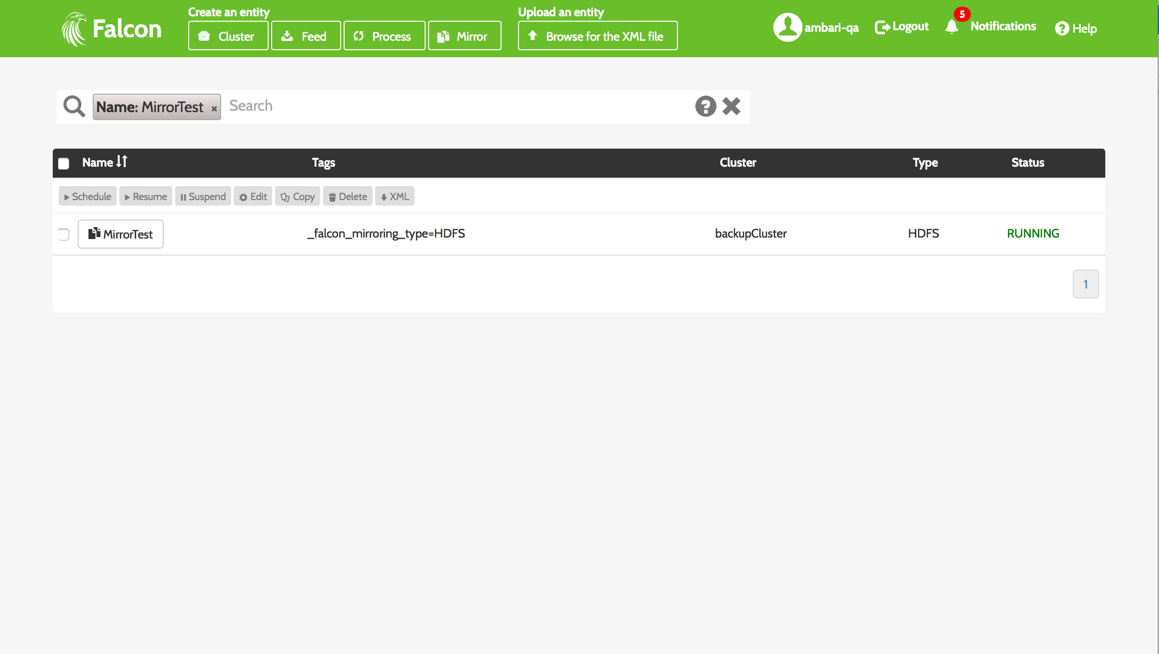 Falcon
Create an entity
Cluster Feed Process Mirror
Upload an entity
Browse for the XML file
ambari-qa Logout 5 Notifications ? Help
Name: MirrorTest × Search ?
Name Tags Cluster Type Status
Schedule Resume Suspend Edit Copy Delete XML
MirrorTest _falcon_mirroring_type=HDFS backupCluster HDFS RUNNING
1